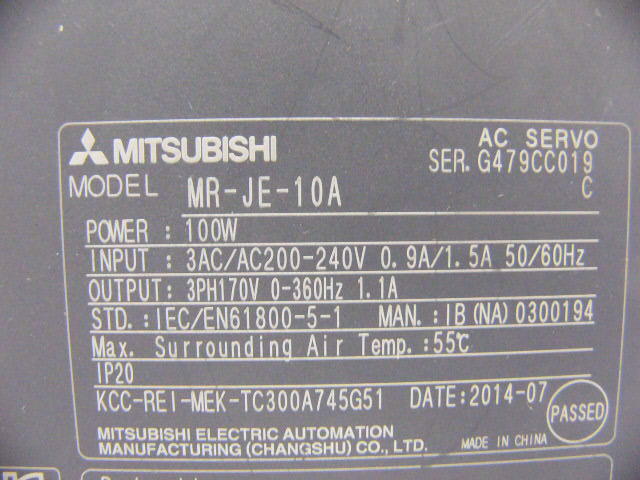 MITSUBISHI
AC SERVO
SER. G479CC019
C
MODEL MR-JE-10A
POWER : 100W
INPUT : 3AC/AC200-240V 0.9A/1.5A 50/60Hz
OUTPUT: 3PH170V 0-360Hz 1.1A
STD.: IEC/EN61800-5-1 MAN.: IB(NA)0300194
Max. Surrounding Air Temp.:55℃
IP20
KCC-REI-MEK-TC300A745G51 DATE:2014-07
PASSED
MITSUBISHI ELECTRIC AUTOMATION
MANUFACTURING (CHANGSHU) CO., LTD. MADE IN CHINA